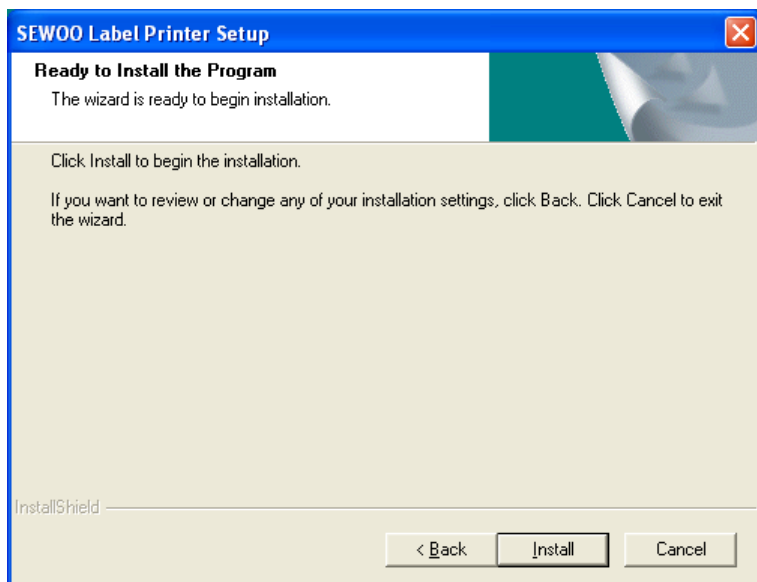 SEWOO Label Printer Setup
Ready to Install the Program
The wizard is ready to begin installation.
Click Install to begin the installation.
If you want to review or change any of your installation settings, click Back. Click Cancel to exit
the wizard.
InstallShield
< Back
Install
Cancel